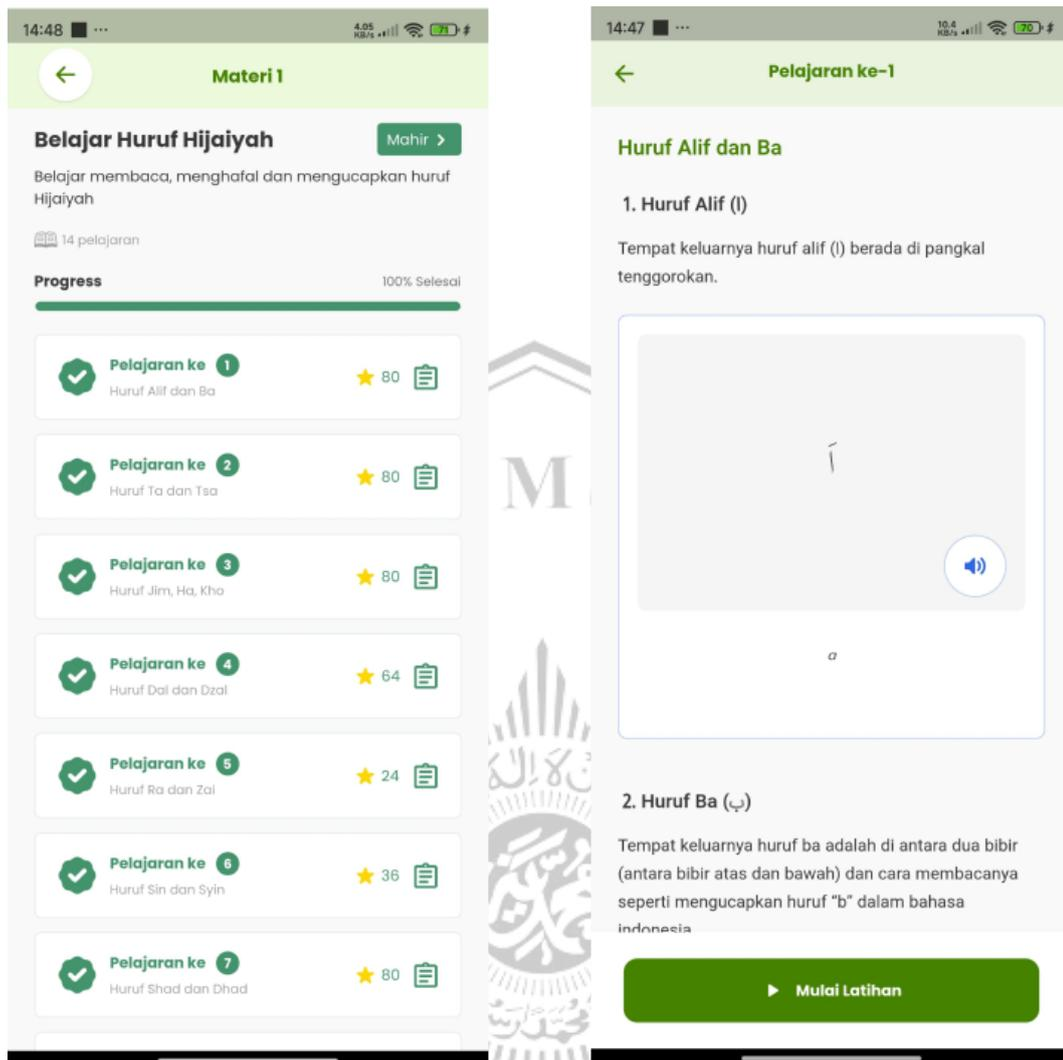 14:48 ...
4.05
KB/s
71
Materi 1
Belajar Huruf Hijaiyah
Mahir >
Belajar membaca, menghafal dan mengucapkan huruf
Hijaiyah
14 pelajaran
Progress
100% Selesai
Pelajaran ke 1
Huruf Alif dan Ba
80
Pelajaran ke 2
Huruf Ta dan Tsa
80
Pelajaran ke 3
Huruf Jim, Ha, Kho
80
Pelajaran ke 4
Huruf Dal dan Dzal
64
Pelajaran ke 5
Huruf Ra dan Zai
24
Pelajaran ke 6
Huruf Sin dan Syin
36
Pelajaran ke 7
Huruf Shad dan Dhad
80
M
14:47 ...
10.4
KB/s
70
Pelajaran ke-1
Huruf Alif dan Ba
1. Huruf Alif (ا)
Tempat keluarnya huruf alif (ا) berada di pangkal
tenggorokan.
اَ
a
2. Huruf Ba (ب)
Tempat keluarnya huruf ba adalah di antara dua bibir
(antara bibir atas dan bawah) dan cara membacanya
seperti mengucapkan huruf "b" dalam bahasa
indonesia
Mulai Latihan